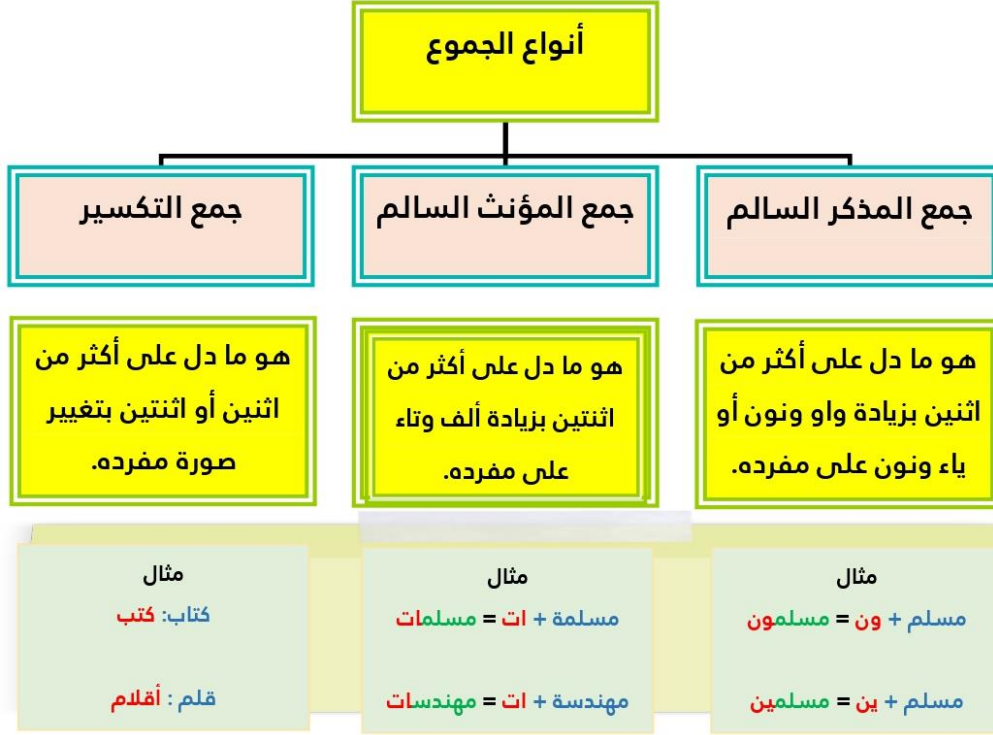 أنواع الجموع
جمع المذكر السالم
جمع المؤنث السالم
جمع التكسير
هو ما دل على أكثر من
اثنين بزيادة واو ونون أو
ياء ونون على مفرده.
هو ما دل على أكثر من
اثنتين بزيادة ألف وتاء
على مفرده.
هو ما دل على أكثر من
اثنين أو اثنتين بتغيير
صورة مفرده.
مثال
مسلم + ون = مسلمون
مسلم + ين = مسلمين
مثال
مسلمة + ات = مسلمات
مهندسة + ات = مهندسات
مثال
كتاب: كتب
قلم : أقلام